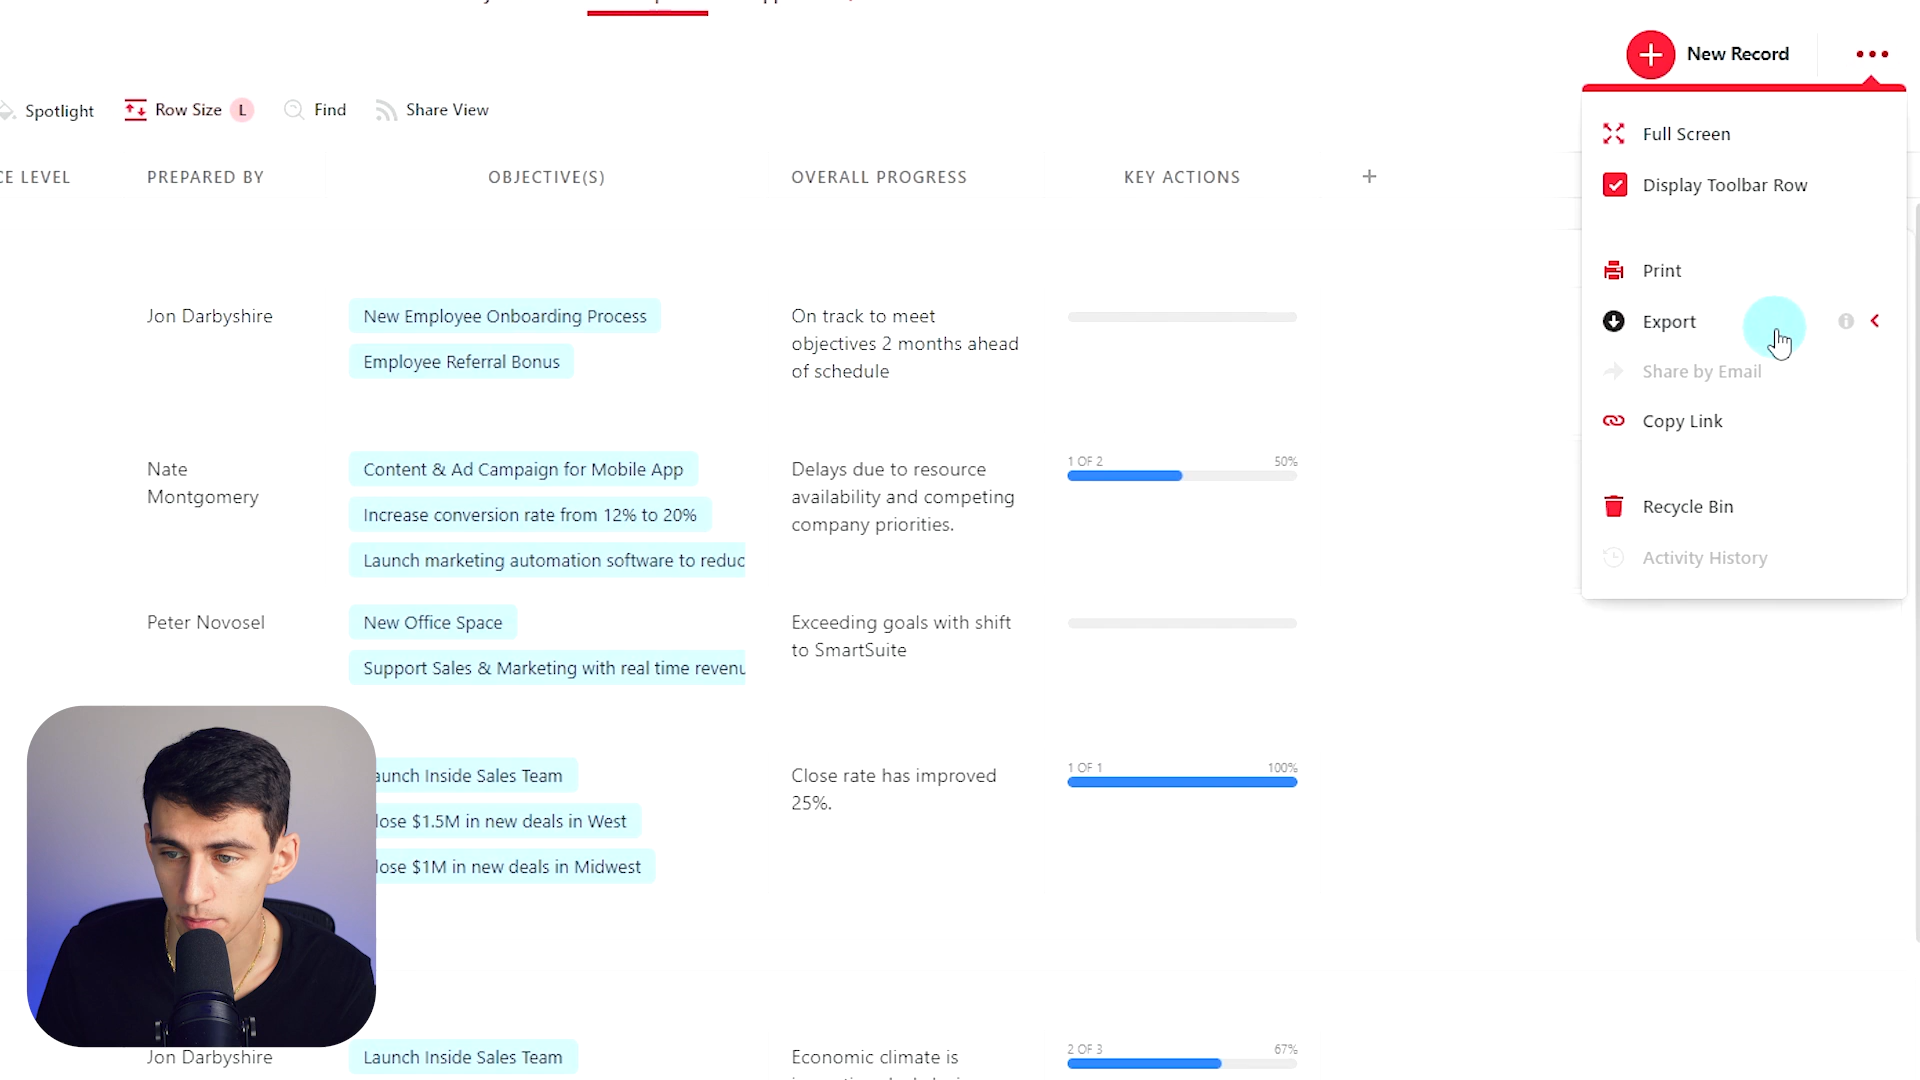 New Record
Spotlight
Row Size L
Find
Share View
CE LEVEL
PREPARED BY
OBJECTIVE(S)
OVERALL PROGRESS
KEY ACTIONS
+
Full Screen
Display Toolbar Row
Print
Export
Share by Email
Copy Link
Recycle Bin
Activity History
Jon Darbyshire
New Employee Onboarding Process
Employee Referral Bonus
On track to meet
objectives 2 months ahead
of schedule
Nate
Montgomery
Content & Ad Campaign for Mobile App
Increase conversion rate from 12% to 20%
Launch marketing automation software to reduc
Delays due to resource
availability and competing
company priorities.
1 OF 2
50%
Peter Novosel
New Office Space
Support Sales & Marketing with real time revenu
Exceeding goals with shift
to SmartSuite
aunch Inside Sales Team
lose $1.5M in new deals in West
lose $1M in new deals in Midwest
Close rate has improved
25%.
1 OF 1
100%
Jon Darbyshire
Launch Inside Sales Team
Economic climate is
2 OF 3
67%